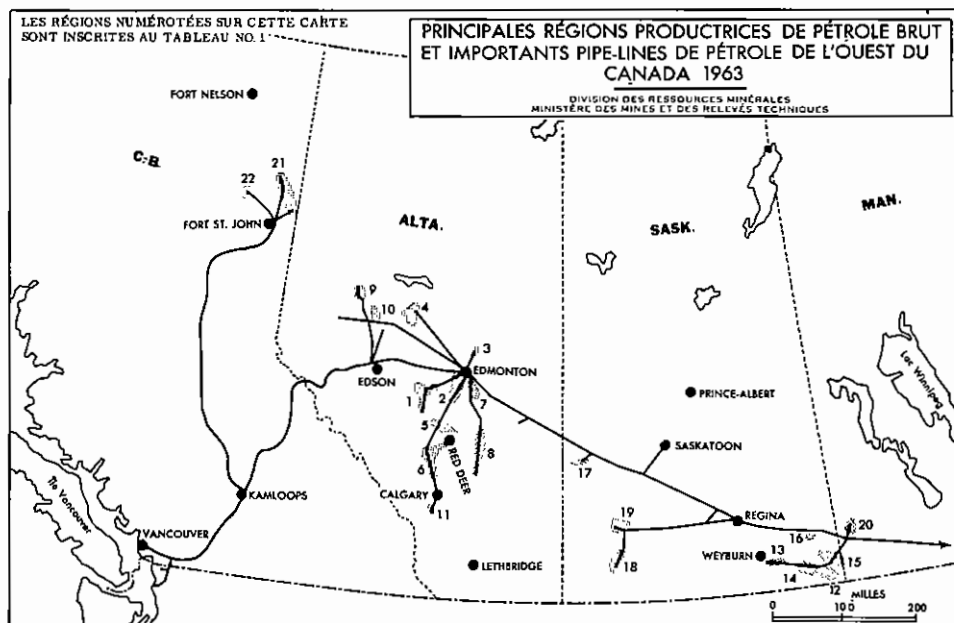 LES RÉGIONS NUMÉROTÉES SUR CETTE CARTE
SONT INSCRITES AU TABLEAU NO. 1
PRINCIPALES RÉGIONS PRODUCTRICES DE PÉTROLE BRUT
ET IMPORTANTS PIPE-LINES DE PÉTROLE DE L'OUEST DU
CANADA 1963
DIVISION DES RESSOURCES MINÉRALES
MINISTÈRE DES MINES ET DES RELEVÉS TECHNIQUES
FORT NELSON
C.-B.
21
22
FORT ST. JOHN
ALTA.
SASK.
MAN.
9
10
4
3
EDMONTON
EDSON
1
2
7
5
8
6
RED DEER
CALGARY
11
LETHBRIDGE
PRINCE-ALBERT
SASKATOON
17
Lac Winnipeg
KAMLOOPS
Île Vancouver
VANCOUVER
19
REGINA
16
20
18
WEYBURN
13
14
15
12
MILLES
0 100 200